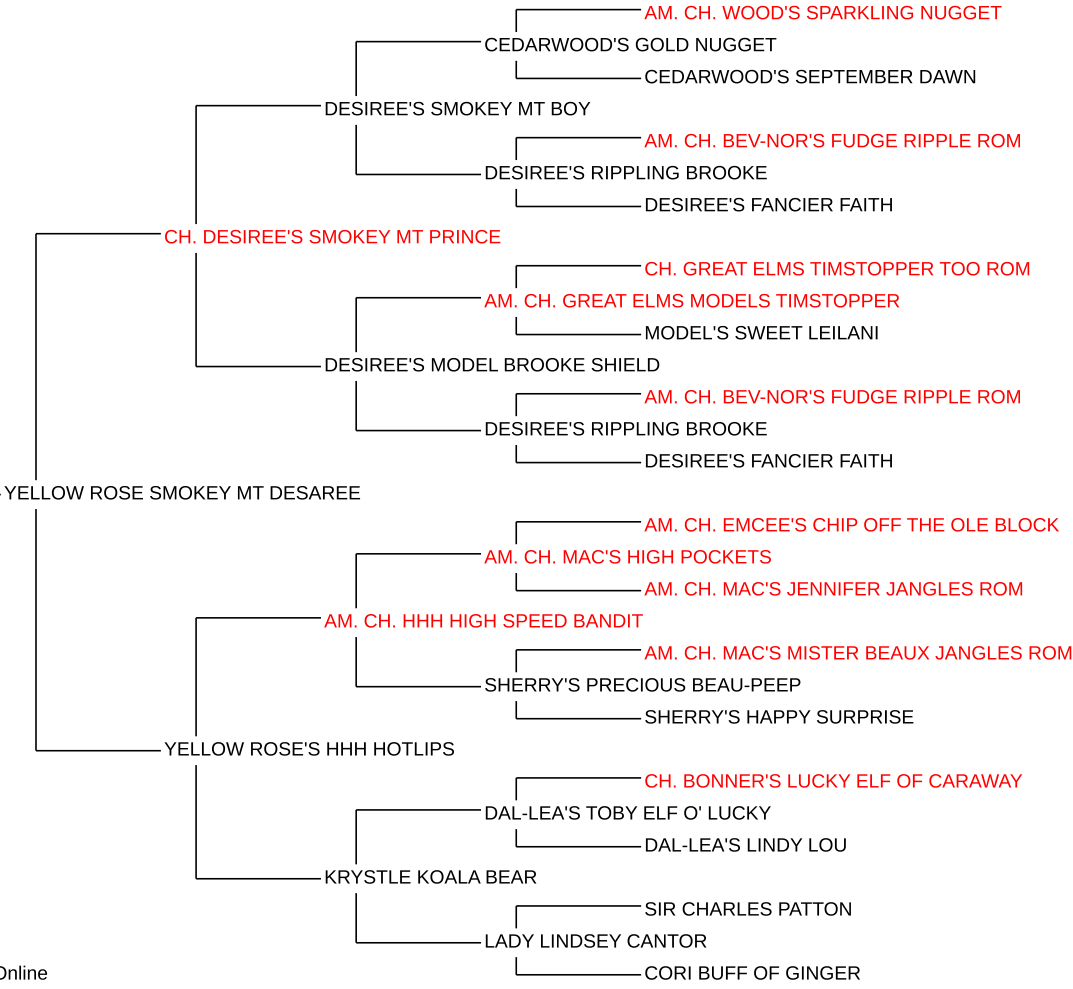 AM. CH. WOOD'S SPARKLING NUGGET
CEDARWOOD'S GOLD NUGGET
CEDARWOOD'S SEPTEMBER DAWN
DESIREE'S SMOKEY MT BOY
AM. CH. BEV-NOR'S FUDGE RIPPLE ROM
DESIREE'S RIPPLING BROOKE
DESIREE'S FANCIER FAITH
CH. DESIREE'S SMOKEY MT PRINCE
CH. GREAT ELMS TIMSTOPPER TOO ROM
AM. CH. GREAT ELMS MODELS TIMSTOPPER
MODEL'S SWEET LEILANI
DESIREE'S MODEL BROOKE SHIELD
AM. CH. BEV-NOR'S FUDGE RIPPLE ROM
DESIREE'S RIPPLING BROOKE
DESIREE'S FANCIER FAITH
YELLOW ROSE SMOKEY MT DESAREE
AM. CH. EMCEE'S CHIP OFF THE OLE BLOCK
AM. CH. MAC'S HIGH POCKETS
AM. CH. MAC'S JENNIFER JANGLES ROM
AM. CH. HHH HIGH SPEED BANDIT
AM. CH. MAC'S MISTER BEAUX JANGLES ROM
SHERRY'S PRECIOUS BEAU-PEEP
SHERRY'S HAPPY SURPRISE
YELLOW ROSE'S HHH HOTLIPS
CH. BONNER'S LUCKY ELF OF CARAWAY
DAL-LEA'S TOBY ELF O' LUCKY
DAL-LEA'S LINDY LOU
KRYSTLE KOALA BEAR
SIR CHARLES PATTON
LADY LINDSEY CANTOR
CORI BUFF OF GINGER
Online